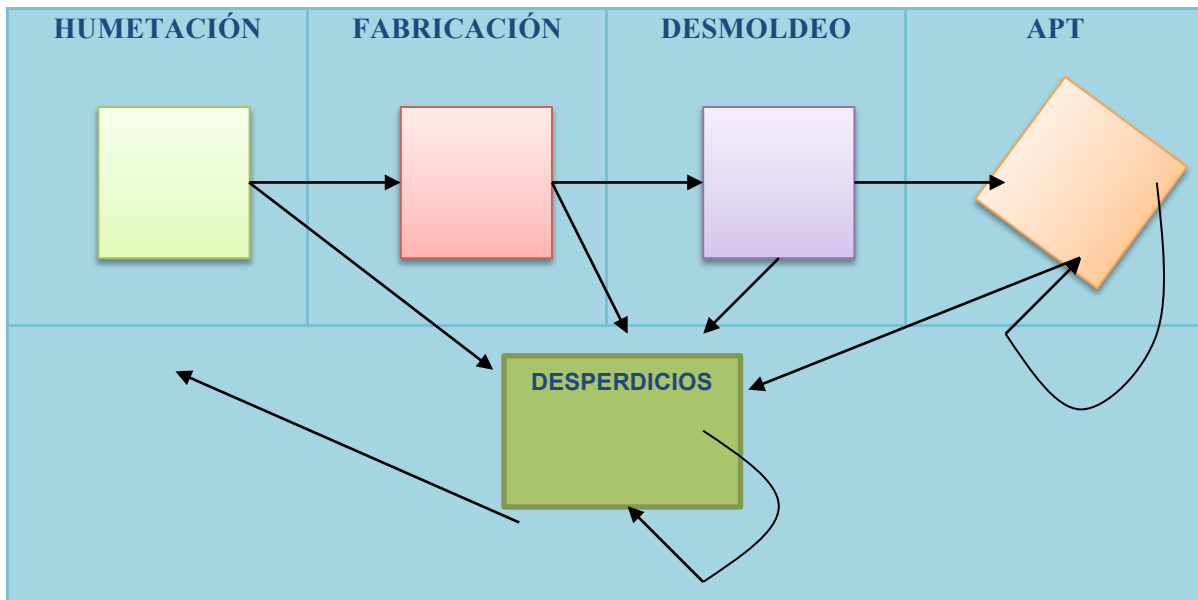 HUMETACIÓN
FABRICACIÓN
DESMOLDEO
APT
DESPERDICIOS